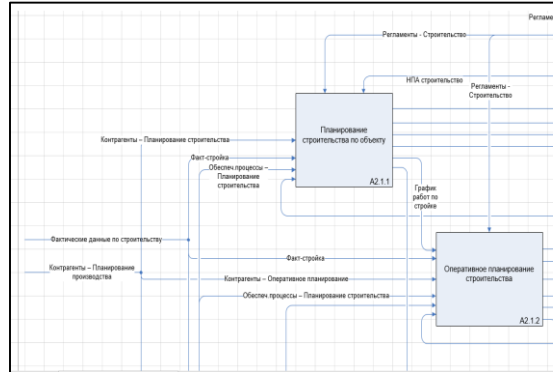 Регламе
Регламенты - Строительство
НПА строительство
Регламенты -
Строительство
Планирование
строительства по объекту
A2.1.1
Контрагенты – Планирование строительства
Факт-стройка
Обеспеч.процессы –
Планирование
строительства
График
работ по
стройке
Фактические данные по строительству
Факт-стройка
Контрагенты – Планирование
производства
Контрагенты – Оперативное планирование
Обеспеч.процессы – Планирование строительства
Оперативное планирование
строительства
A2.1.2